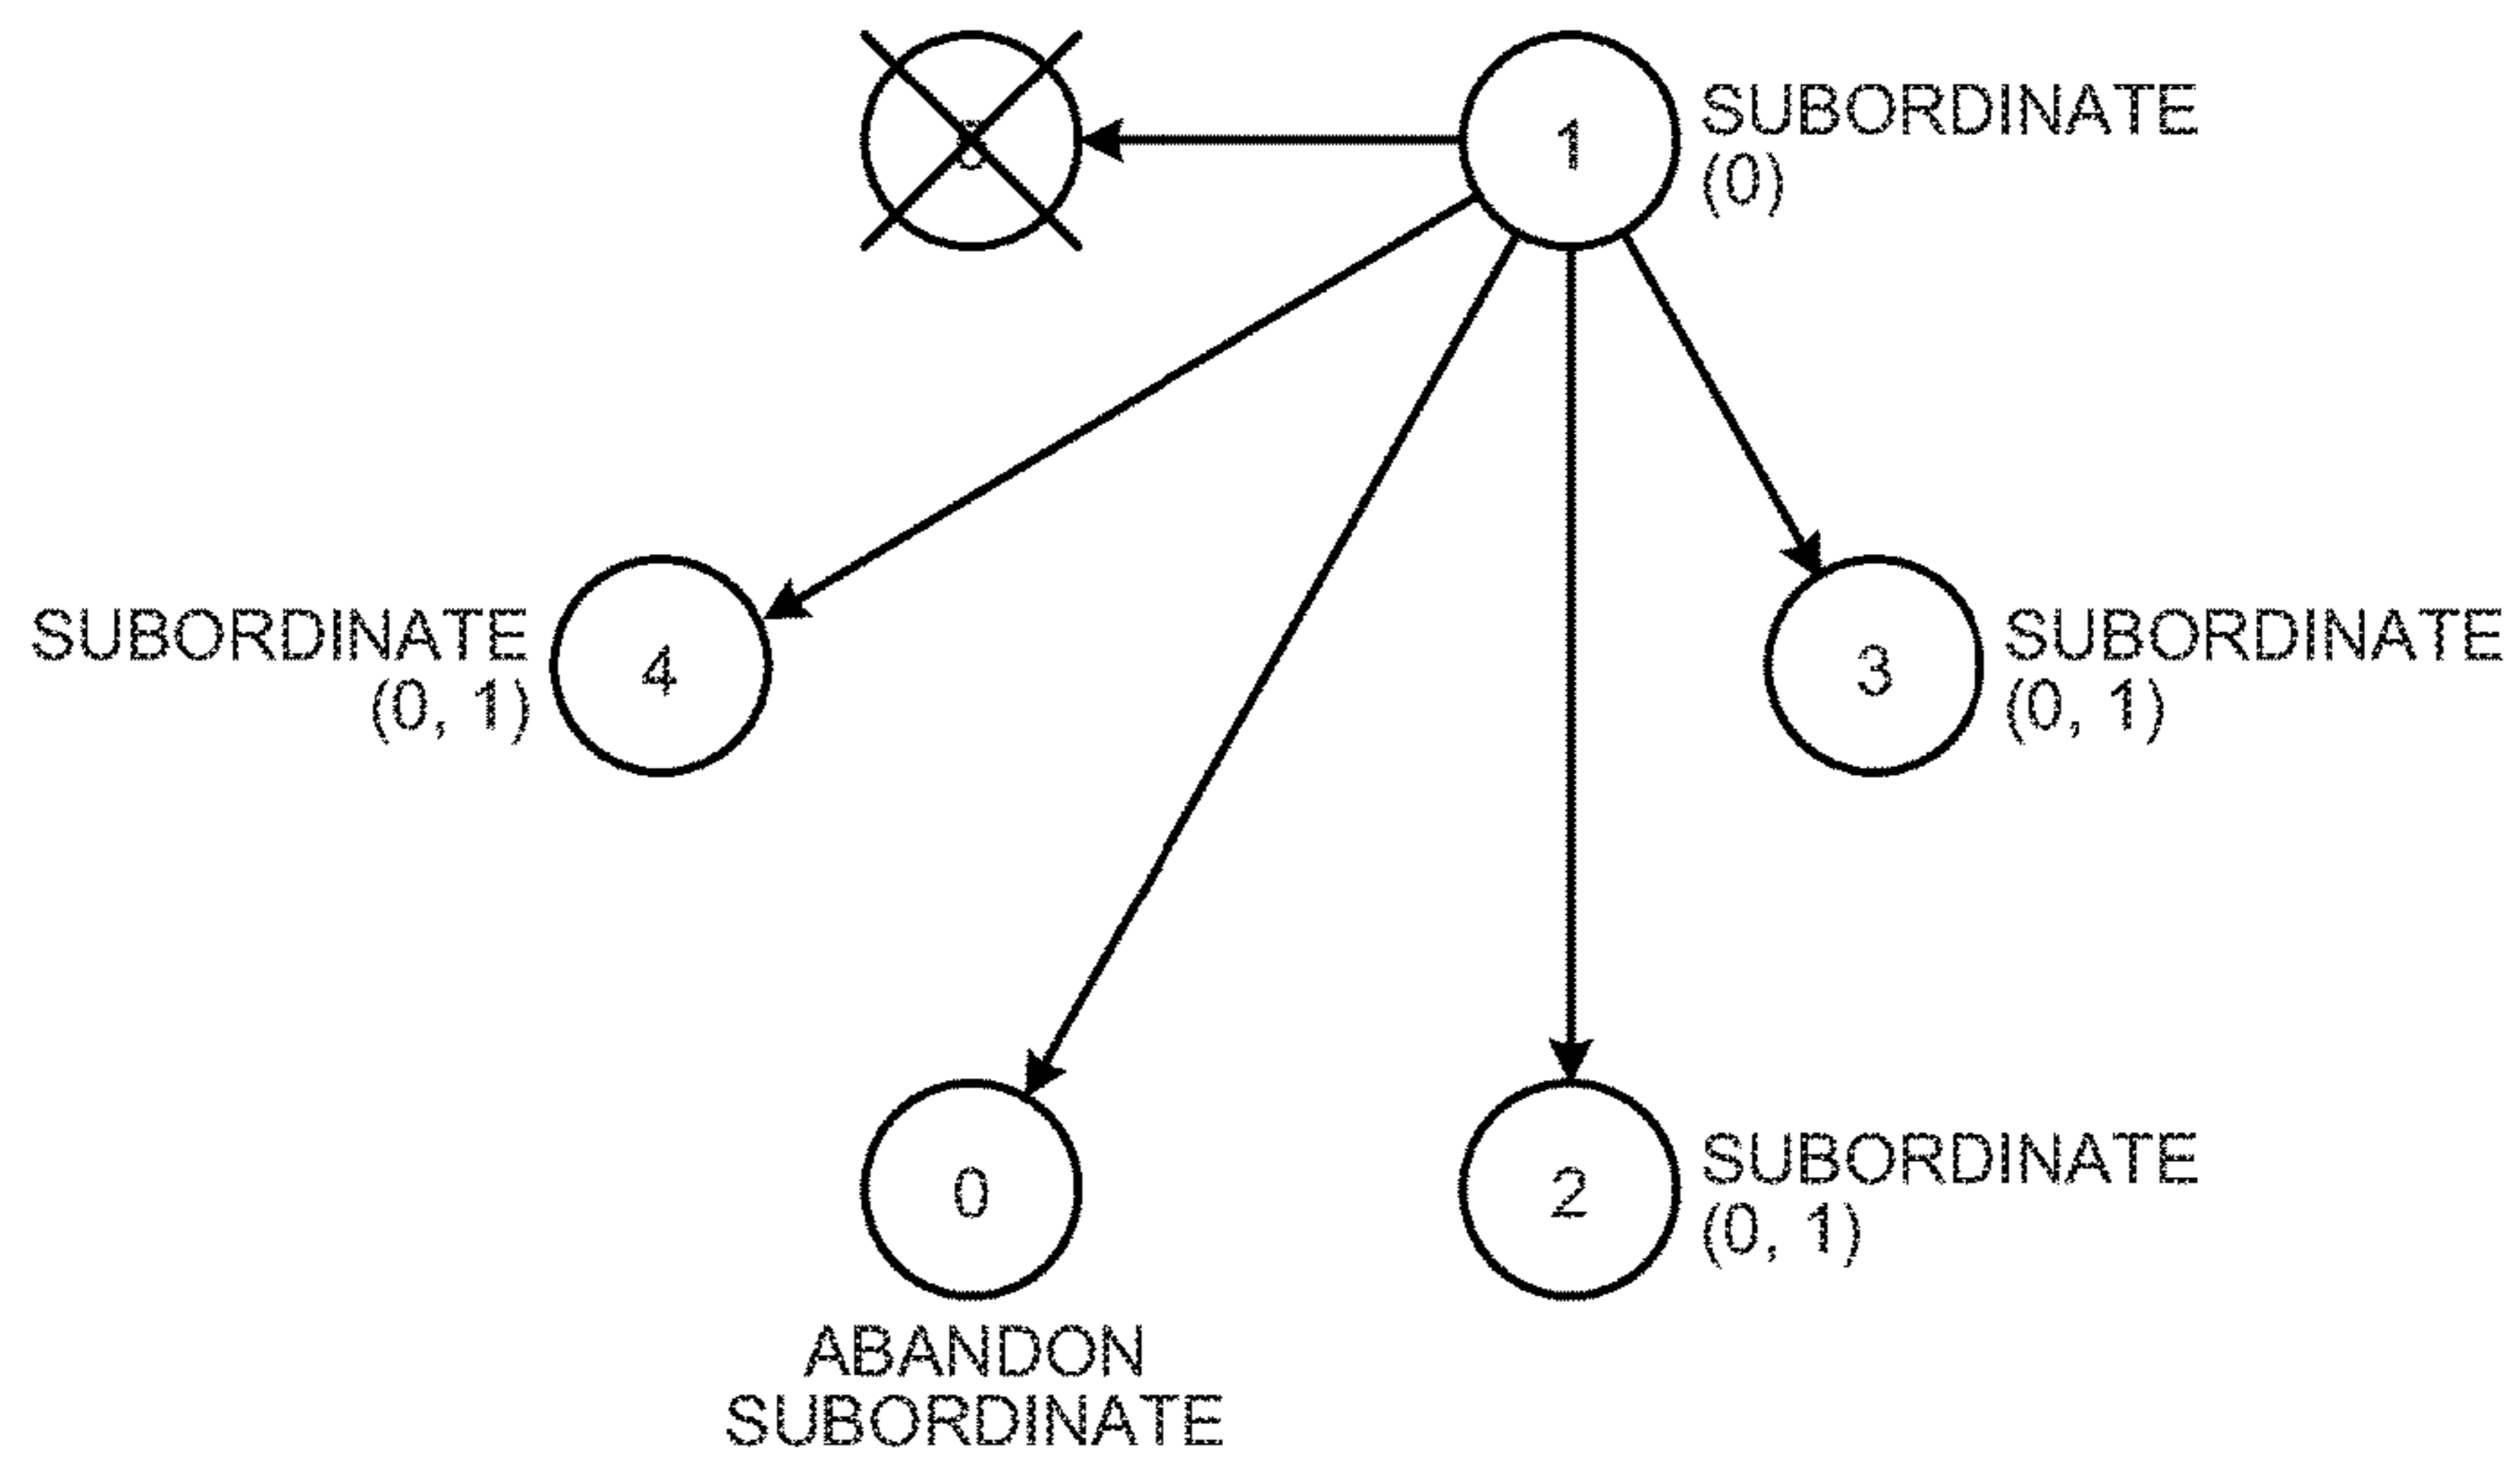 1
SUBORDINATE
(0)
SUBORDINATE
(0, 1)
4
3
SUBORDINATE
(0, 1)
0
ABANDON
SUBORDINATE
2
SUBORDINATE
(0, 1)